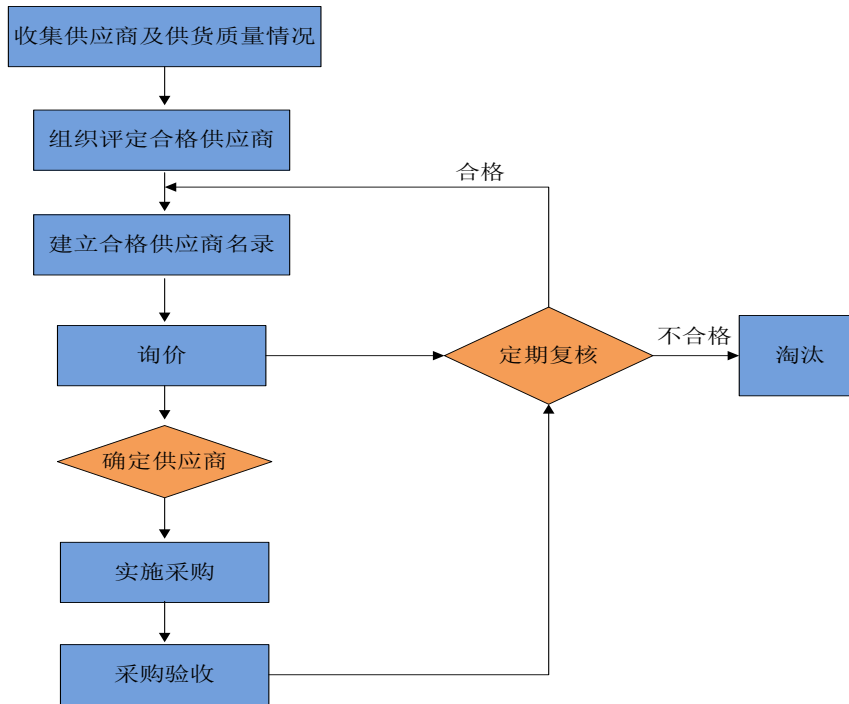 收集供应商及供货质量情况
组织评定合格供应商
合格
建立合格供应商名录
不合格
询价
定期复核
淘汰
确定供应商
实施采购
采购验收